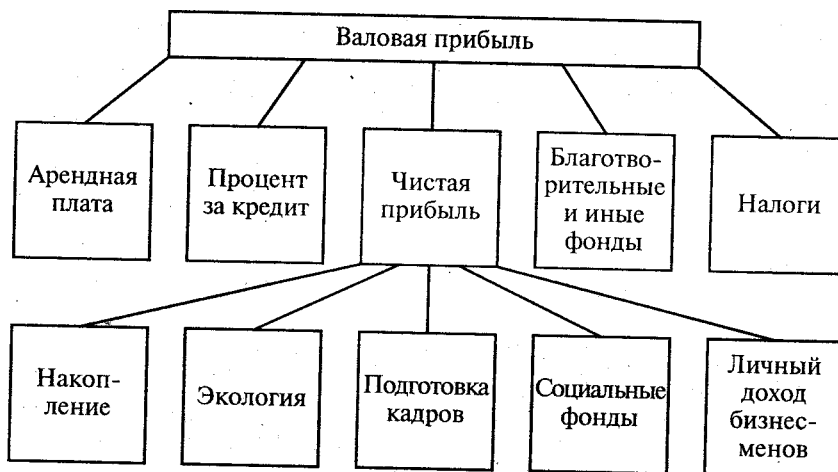 Валовая прибыль
Арендная
плата
Процент
за кредит
Чистая
прибыль
Благотво-
рительные
и иные
фонды
Налоги
Накоп-
ление
Экология
Подготовка
кадров
Социальные
фонды
Личный
доход
бизнес-
менов